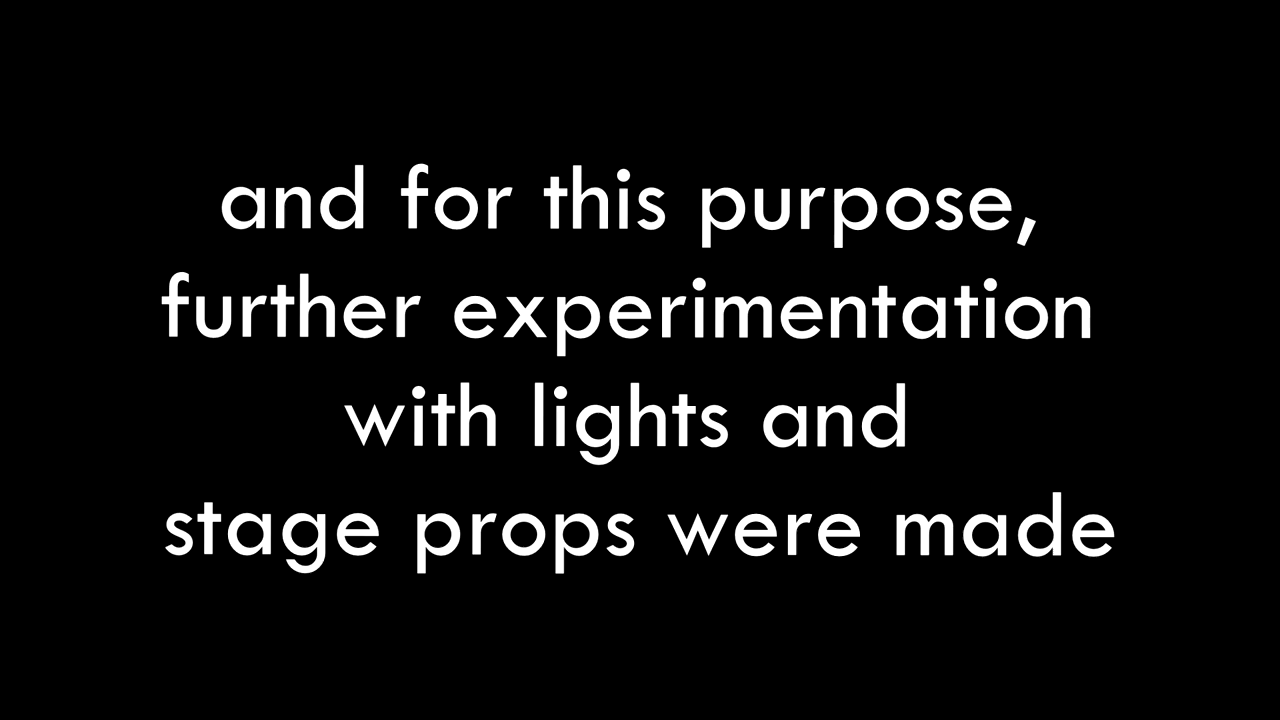 and for this purpose,
further experimentation
with lights and
stage props were made